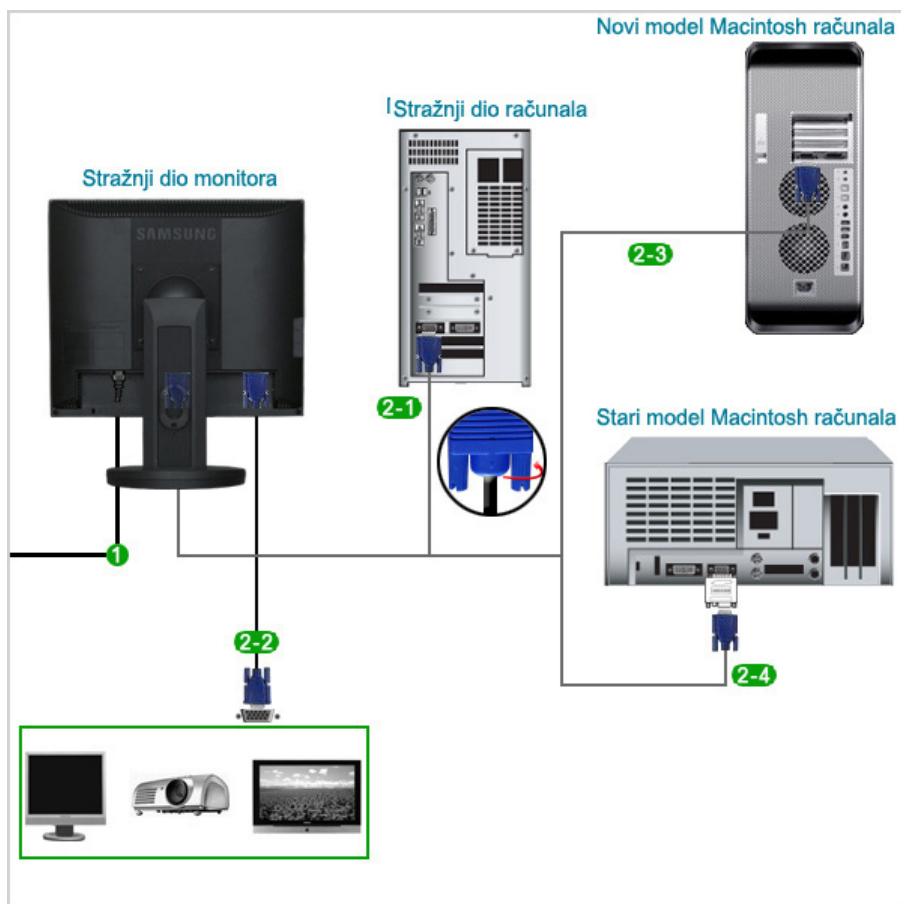 Novi model Macintosh računala
Stražnji dio računala
Stražnji dio monitora
SAMSUNG
2-3
2-1
Stari model Macintosh računala
1
2-2
2-4